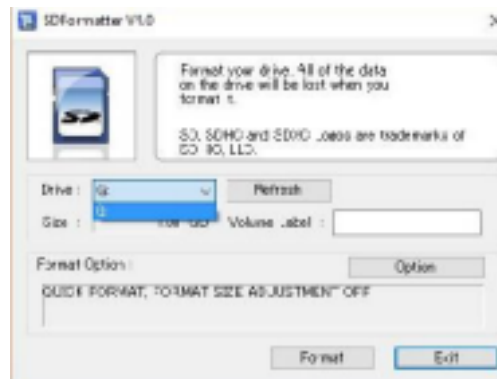 SDFormatter V4.0
Format your drive. All of the data
on the drive will be lost when you
format it.
SD, SDHC and SDXC Logos are trademarks of
SD-3C, LLC.
Drive :
Refresh
Size :
Volume Label :
Format Option :
Option
QUICK FORMAT, FORMAT SIZE ADJUSTMENT OFF
Format
Exit